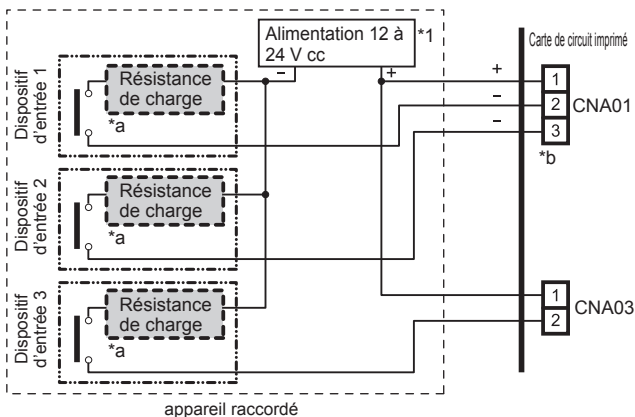 Alimentation 12 à
24 V cc
*1
– +
Carte de circuit imprimé
Dispositif
d'entrée 1
Résistance
de charge
*a
+
–
–
1
2
3
CNA01
*b
Dispositif
d'entrée 2
Résistance
de charge
*a
Dispositif
d'entrée 3
Résistance
de charge
*a
1
2
CNA03
appareil raccordé